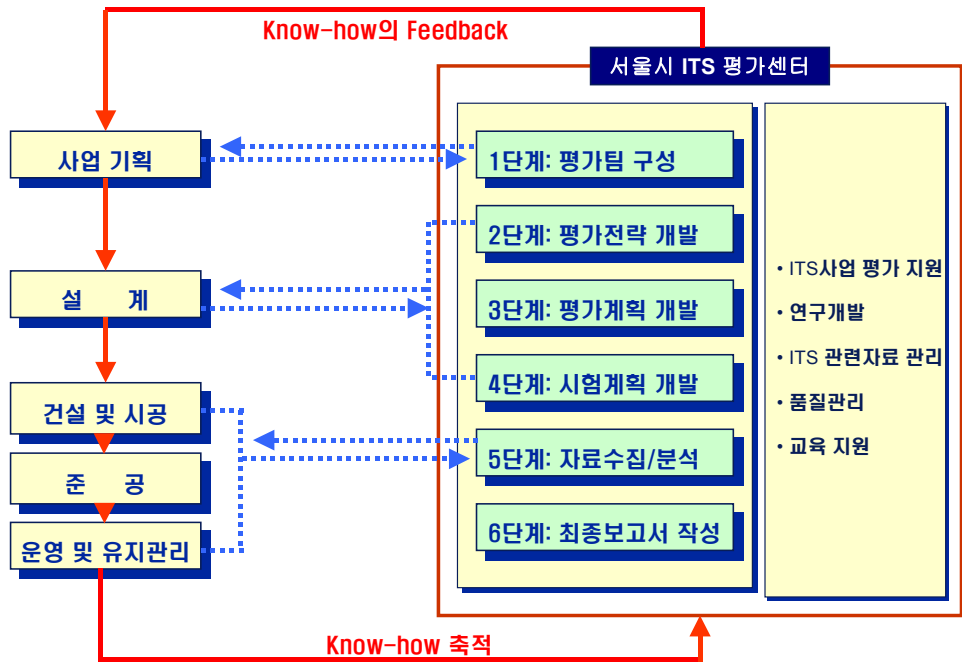 Know-how의 Feedback
서울시 ITS 평가센터
사업 기획
설 계
건설 및 시공
준 공
운영 및 유지관리
1단계: 평가팀 구성
2단계: 평가전략 개발
3단계: 평가계획 개발
4단계: 시험계획 개발
5단계: 자료수집/분석
6단계: 최종보고서 작성
• ITS사업 평가 지원
• 연구개발
• ITS 관련자료 관리
• 품질관리
• 교육 지원
Know-how 축적